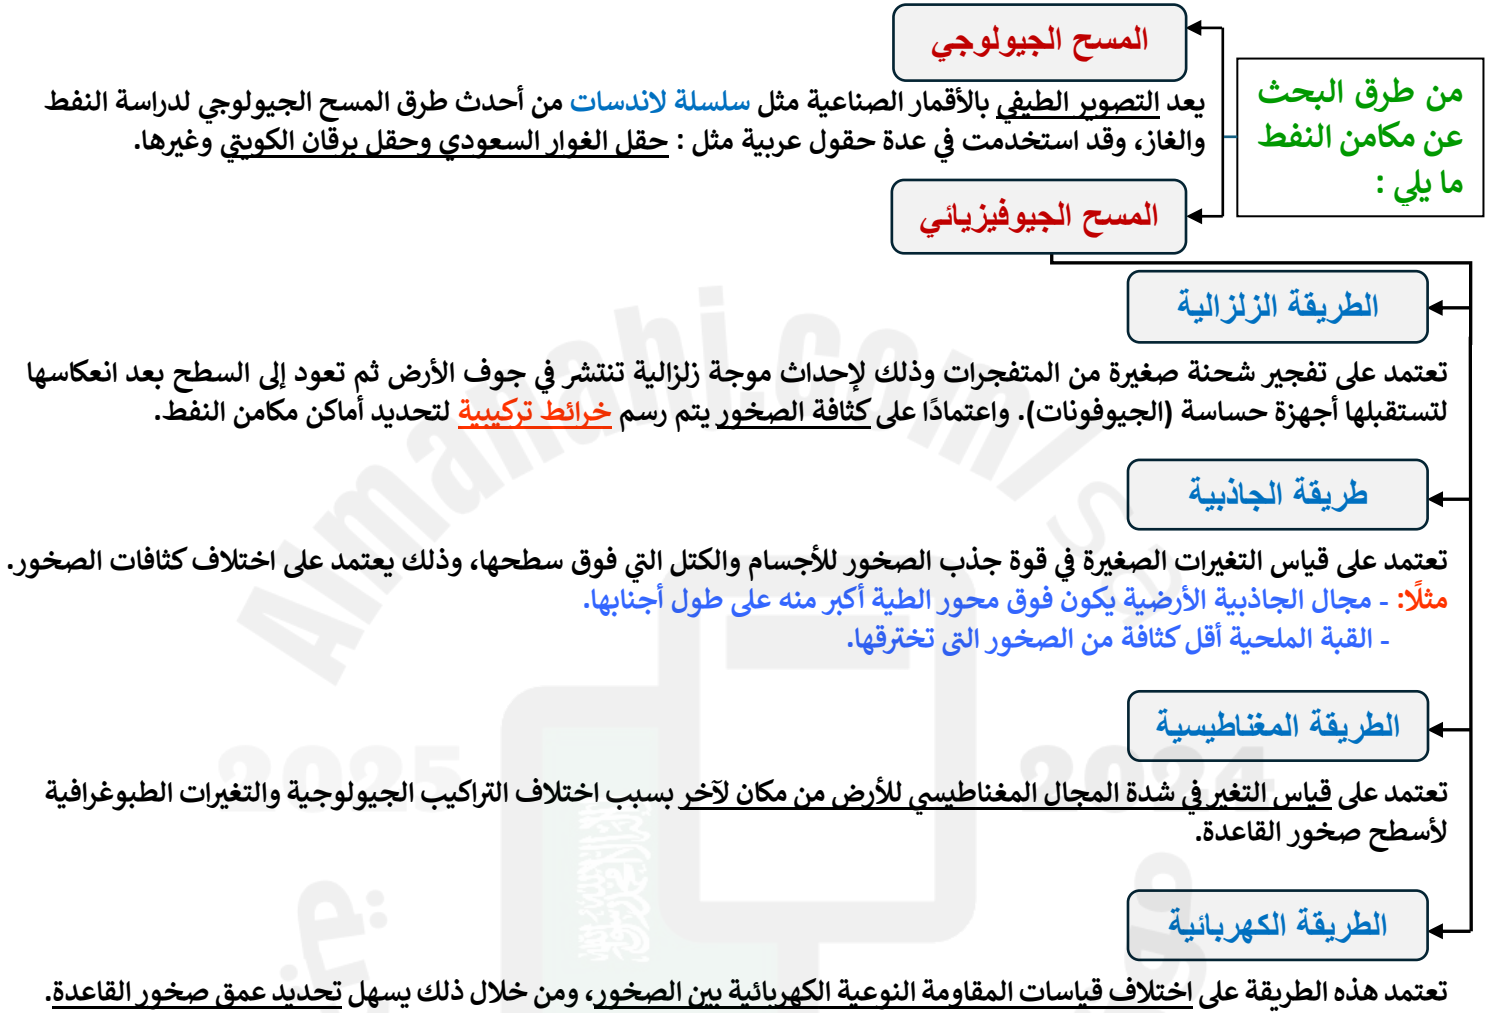 من طرق البحث
عن مكامن النفط
ما يلي :
المسح الجيولوجي
يعد التصوير الطيفي بالأقمار الصناعية مثل سلسلة لاندسات من أحدث طرق المسح الجيولوجي لدراسة النفط
والغاز، وقد استخدمت في عدة حقول عربية مثل : حقل الغوار السعودي وحقل برقان الكويتي وغيرها.
المسح الجيوفيزيائي
الطريقة الزلزالية
تعتمد على تفجير شحنة صغيرة من المتفجرات وذلك لإحداث موجة زلزالية تنتشر في جوف الأرض ثم تعود إلى السطح بعد انعكاسها
لتستقبلها أجهزة حساسة (الجيوفونات). واعتمادًا على كثافة الصخور يتم رسم خرائط تركيبية لتحديد أماكن مكامن النفط.
طريقة الجاذبية
تعتمد على قياس التغيرات الصغيرة في قوة جذب الصخور للأجسام والكتل التي فوق سطحها، وذلك يعتمد على اختلاف كثافات الصخور.
مثلًا: - مجال الجاذبية الأرضية يكون فوق محور الطية أكبر منه على طول أجنابها.
- القبة الملحية أقل كثافة من الصخور التى تخترقها.
الطريقة المغناطيسية
تعتمد على قياس التغير في شدة المجال المغناطيسي للأرض من مكان لآخر بسبب اختلاف التراكيب الجيولوجية والتغيرات الطبوغرافية
لأسطح صخور القاعدة.
الطريقة الكهربائية
تعتمد هذه الطريقة على اختلاف قياسات المقاومة النوعية الكهربائية بين الصخور، ومن خلال ذلك يسهل تحديد عمق صخور القاعدة.
Almanahi.com/sa
2025
2024